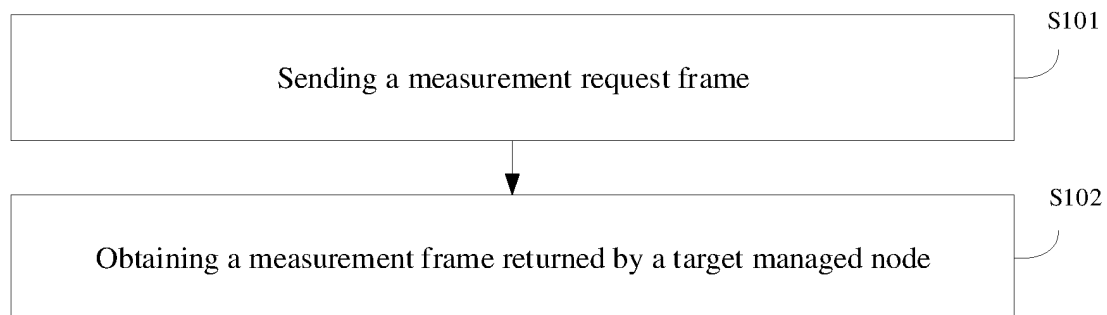 S101
Sending a measurement request frame
S102
Obtaining a measurement frame returned by a target managed node